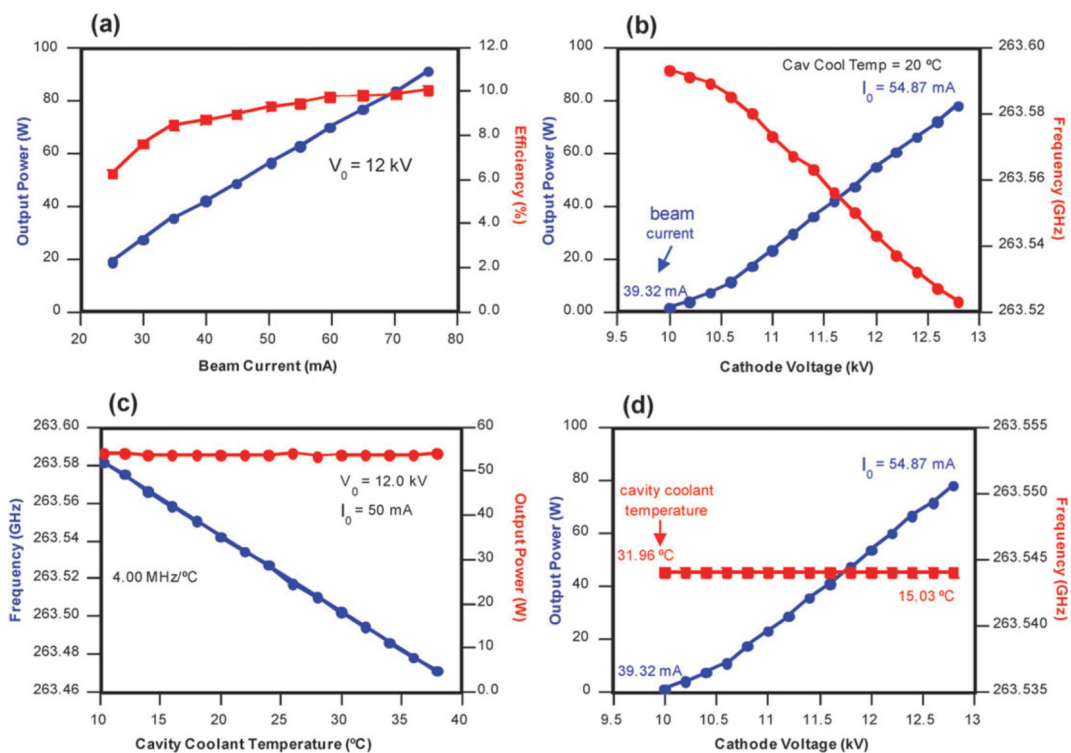 (a)
100
80
60
40
20
0
12.0
10.0
8.0
6.0
4.0
2.0
0.0
20 30 40 50 60 70 80
Output Power (W)
Efficiency (%)
V0 = 12 kV
Beam Current (mA)
(b)
100
80.0
60.0
40.0
20.0
0.00
263.60
263.58
263.56
263.54
263.52
9.5 10 10.5 11 11.5 12 12.5 13
Output Power (W)
Frequency (GHz)
Cav Cool Temp = 20 ºC
I0 = 54.87 mA
beam
current
39.32 mA
Cathode Voltage (kV)
(c)
263.60
263.58
263.56
263.54
263.52
263.50
263.48
263.46
60
50
40
30
20
10
0.0
10 15 20 25 30 35 40
Frequency (GHz)
Output Power (W)
V0 = 12.0 kV
I0 = 50 mA
4.00 MHz/ºC
Cavity Coolant Temperature (ºC)
(d)
100
80
60
40
20
0
263.555
263.550
263.545
263.540
263.535
9.5 10 10.5 11 11.5 12 12.5 13
Output Power (W)
Frequency (GHz)
I0 = 54.87 mA
cavity coolant
temperature
31.96 ºC
15.03 ºC
39.32 mA
Cathode Voltage (kV)